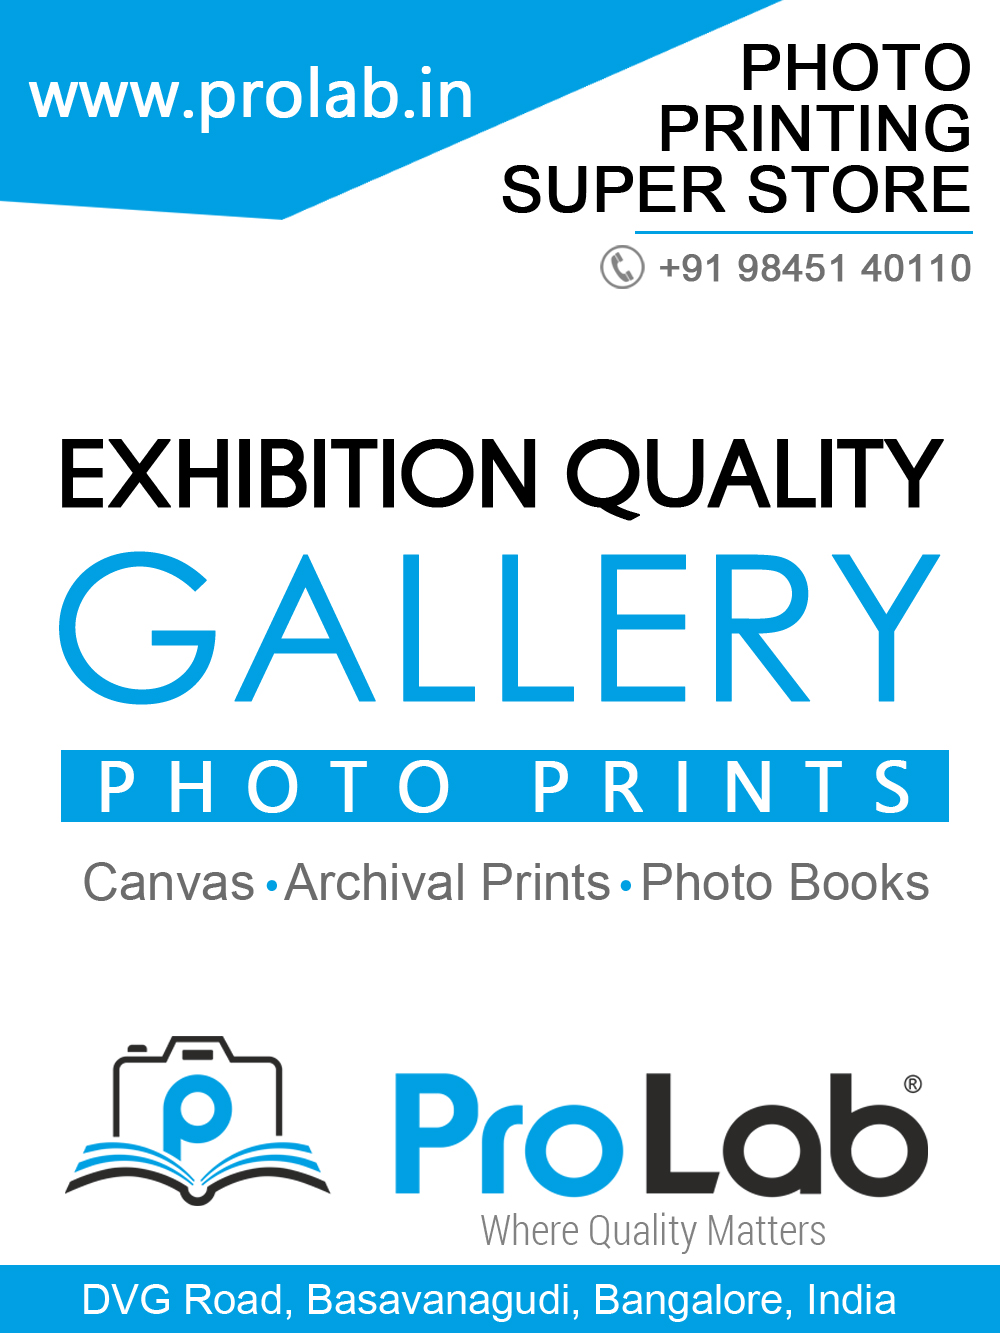 www.prolab.in
PHOTO
PRINTING
SUPER STORE
+91 98451 40110
EXHIBITION QUALITY
GALLERY
PHOTO PRINTS
Canvas • Archival Prints • Photo Books
p
ProLab®
Where Quality Matters
DVG Road, Basavanagudi, Bangalore, India